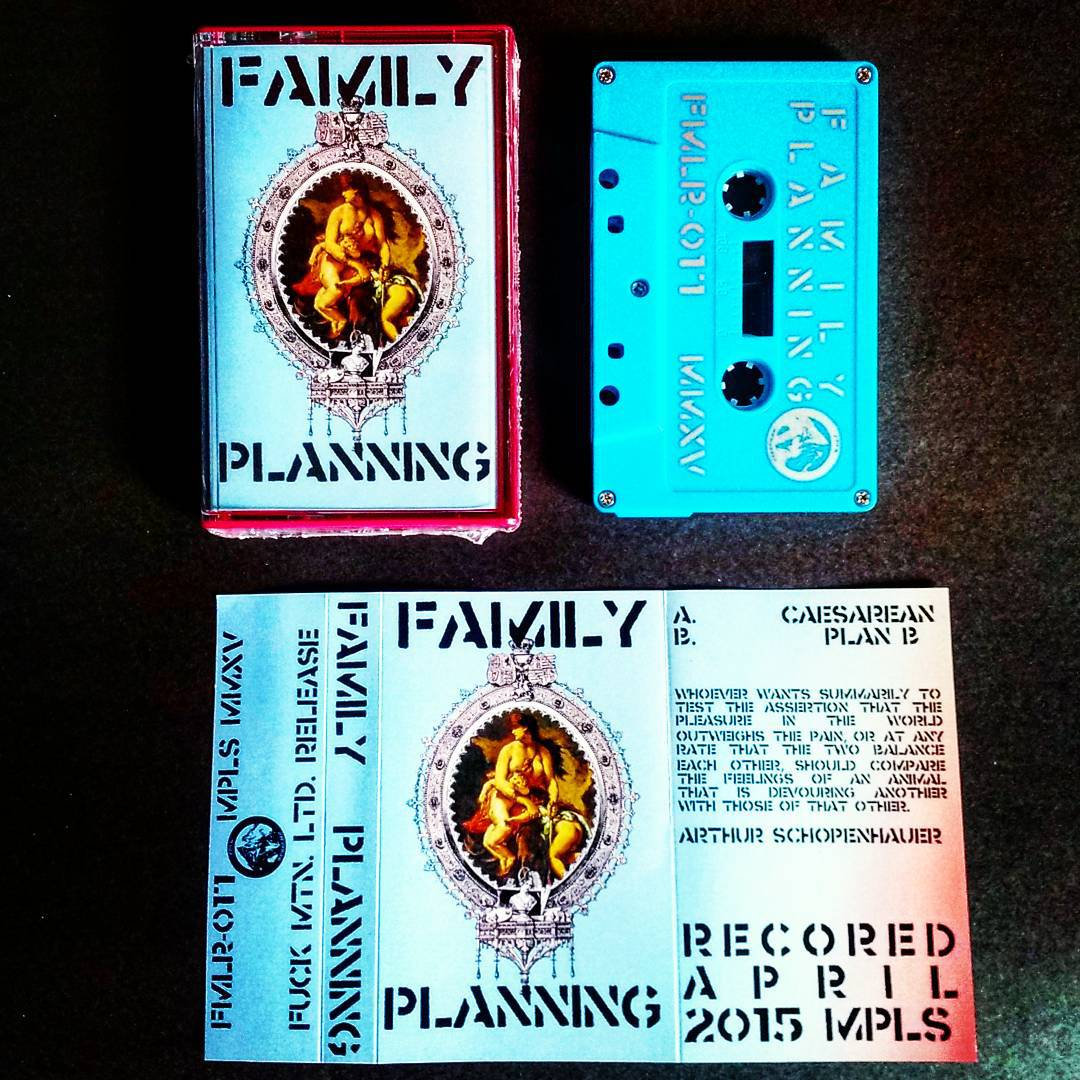 FAMILY
PLANNING
FAMILY
PLANNING
FMLR-011 MMXV
FMLR-011 MPLS MMXV
FUCK MTN. LTD. RELEASE
FAMILY PLANNING
FAMILY
PLANNING
A. CAESAREAN
B. PLAN B
WHOEVER WANTS SUMMARILY TO
TEST THE ASSERTION THAT THE
PLEASURE IN THE WORLD
OUTWEIGHS THE PAIN, OR AT ANY
RATE THAT THE TWO BALANCE
EACH OTHER, SHOULD COMPARE
THE FEELINGS OF AN ANIMAL
THAT IS DEVOURING ANOTHER
WITH THOSE OF THAT OTHER.
ARTHUR SCHOPENHAUER
RECORED
APRIL
2015 MPLS